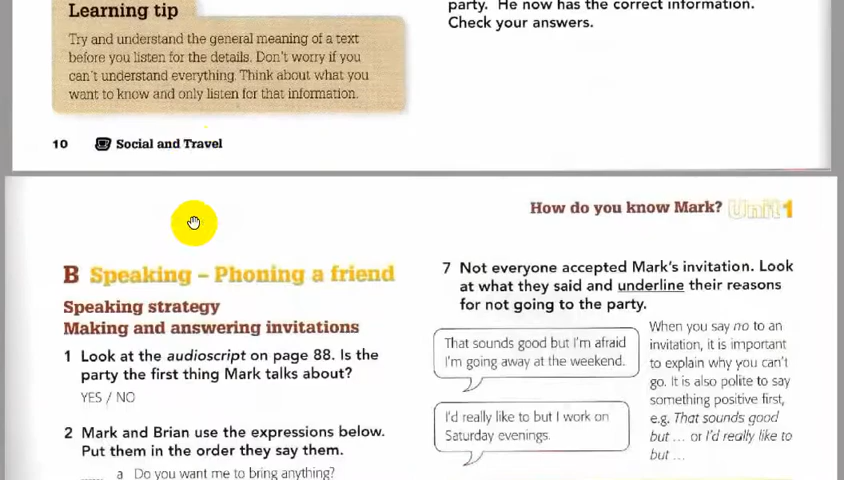 Learning tip
Try and understand the general meaning of a text
before you listen for the details. Don't worry if you
can't understand everything. Think about what you
want to know and only listen for that information.
party. He now has the correct information.
Check your answers.
10 Social and Travel
How do you know Mark? Unit 1
B Speaking – Phoning a friend
Speaking strategy
Making and answering invitations
1 Look at the audioscript on page 88. Is the
party the first thing Mark talks about?
YES / NO
2 Mark and Brian use the expressions below.
Put them in the order they say them.
___ a Do you want me to bring anything?
7 Not everyone accepted Mark's invitation. Look
at what they said and underline their reasons
for not going to the party.
That sounds good but I'm afraid
I'm going away at the weekend.
I'd really like to but I work on
Saturday evenings.
When you say no to an
invitation, it is important
to explain why you can't
go. It is also polite to say
something positive first,
e.g. That sounds good
but ... or I'd really like to
but ...